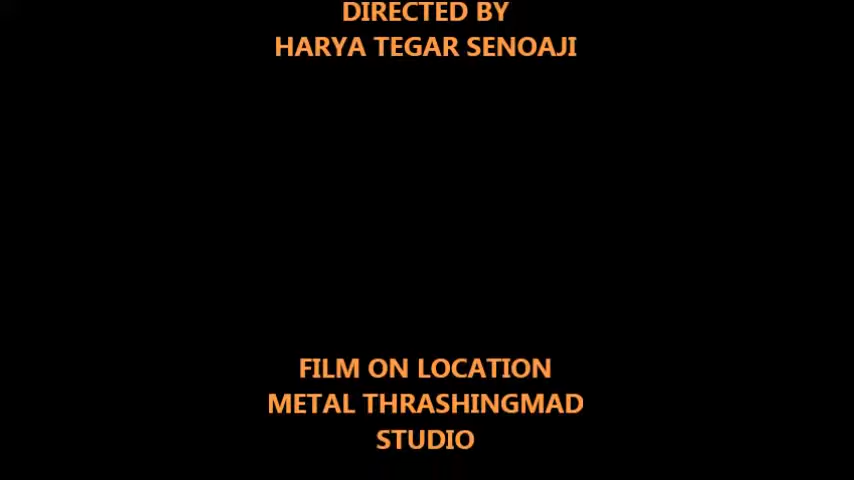 DIRECTED BY
HARYA TEGAR SENOAJI
FILM ON LOCATION
METAL THRASHINGMAD
STUDIO